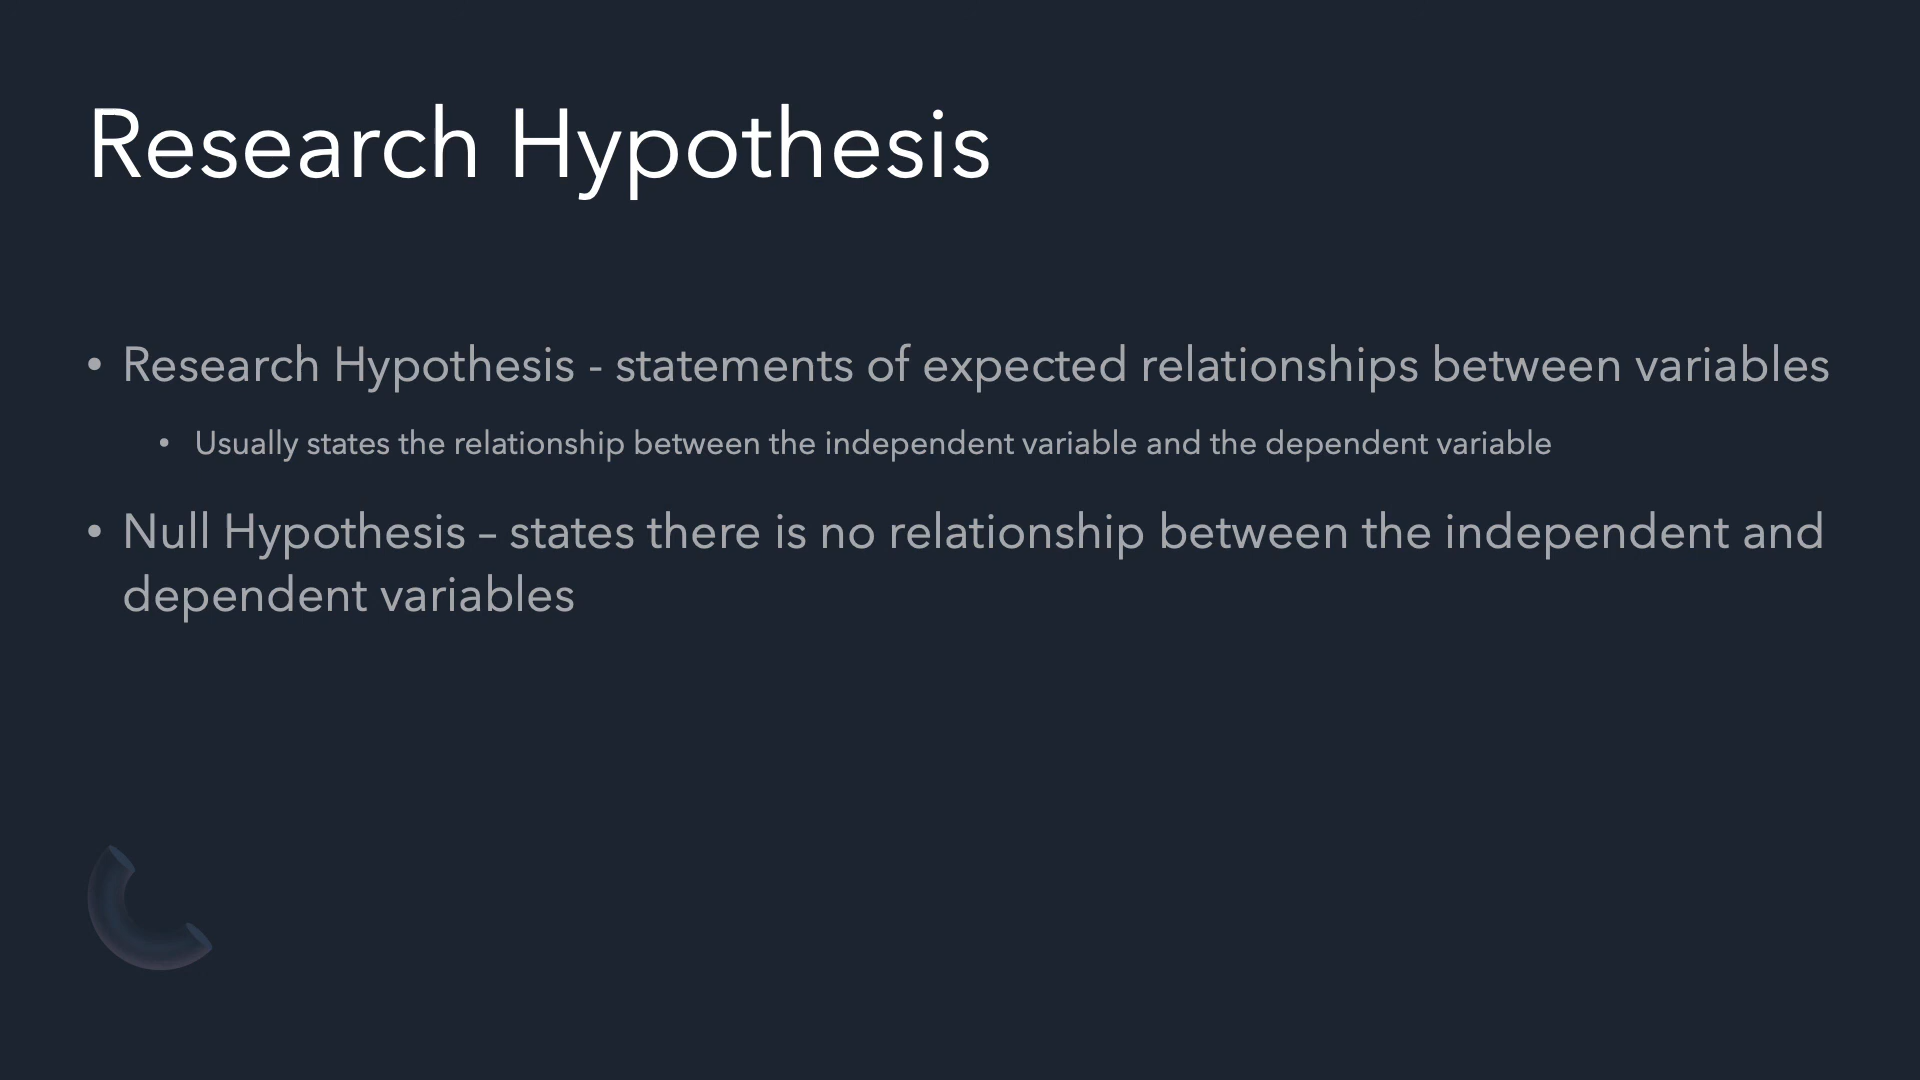 Research Hypothesis
• Research Hypothesis - statements of expected relationships between variables
• Usually states the relationship between the independent variable and the dependent variable
• Null Hypothesis – states there is no relationship between the independent and
dependent variables